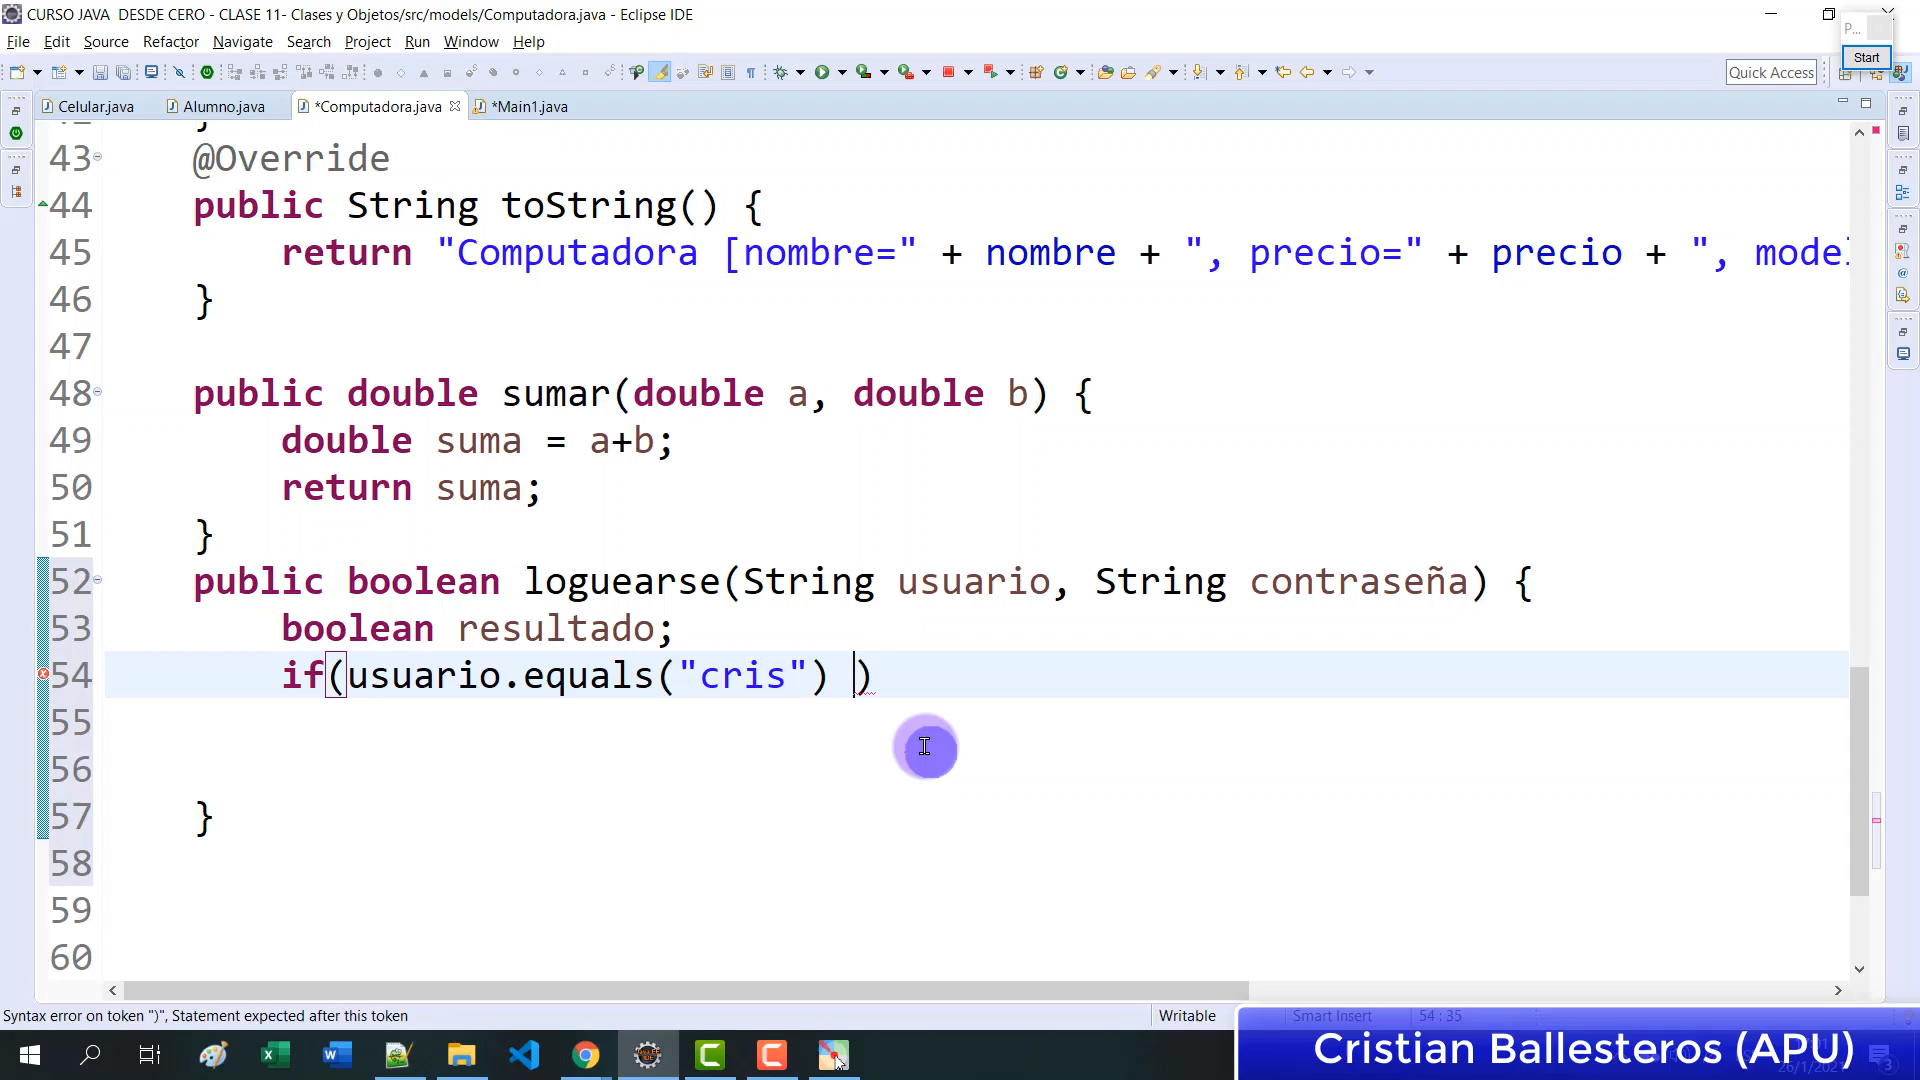 CURSO JAVA  DESDE CERO - CLASE 11- Clases y Objetos/src/models/Computadora.java - Eclipse IDE
P...
Start
File Edit Source Refactor Navigate Search Project Run Window Help
Quick Access
Celular.java Alumno.java *Computadora.java *Main1.java
43 @Override
44 public String toString() {
45 return "Computadora [nombre=" + nombre + ", precio=" + precio + ", model
46 }
47
48 public double sumar(double a, double b) {
49 double suma = a+b;
50 return suma;
51 }
52 public boolean loguearse(String usuario, String contraseña) {
53 boolean resultado;
54 if(usuario.equals("cris") )
55
56
57 }
58
59
60
Syntax error on token ")", Statement expected after this token Writable Smart Insert 54 : 35
Cristian Ballesteros (APU)